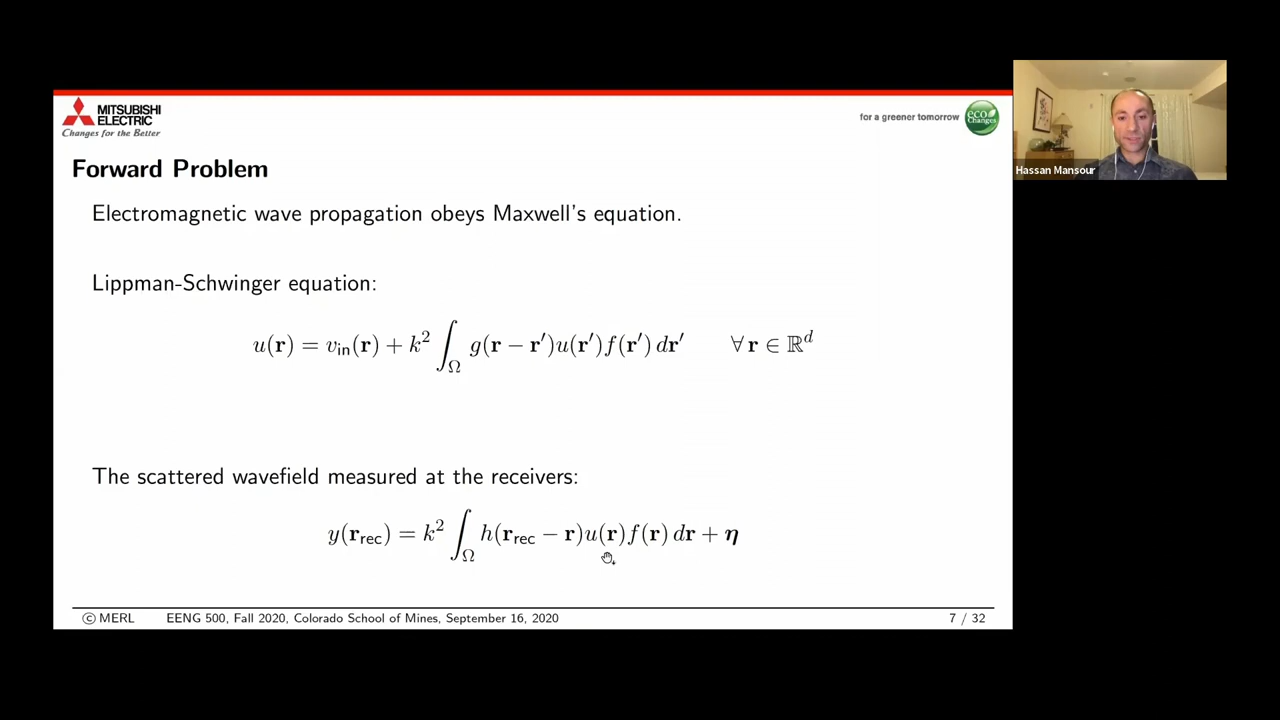 MITSUBISHI
ELECTRIC
Changes for the Better
for a greener tomorrow
eco
Changes
Hassan Mansour
Forward Problem
Electromagnetic wave propagation obeys Maxwell's equation.
Lippman-Schwinger equation:
u(r) = v_in(r) + k² ∫_Ω g(r − r′)u(r′)f(r′) dr′ ∀ r ∈ ℝ^d
The scattered wavefield measured at the receivers:
y(r_rec) = k² ∫_Ω h(r_rec − r)u(r)f(r) dr + η
© MERL EENG 500, Fall 2020, Colorado School of Mines, September 16, 2020 7 / 32